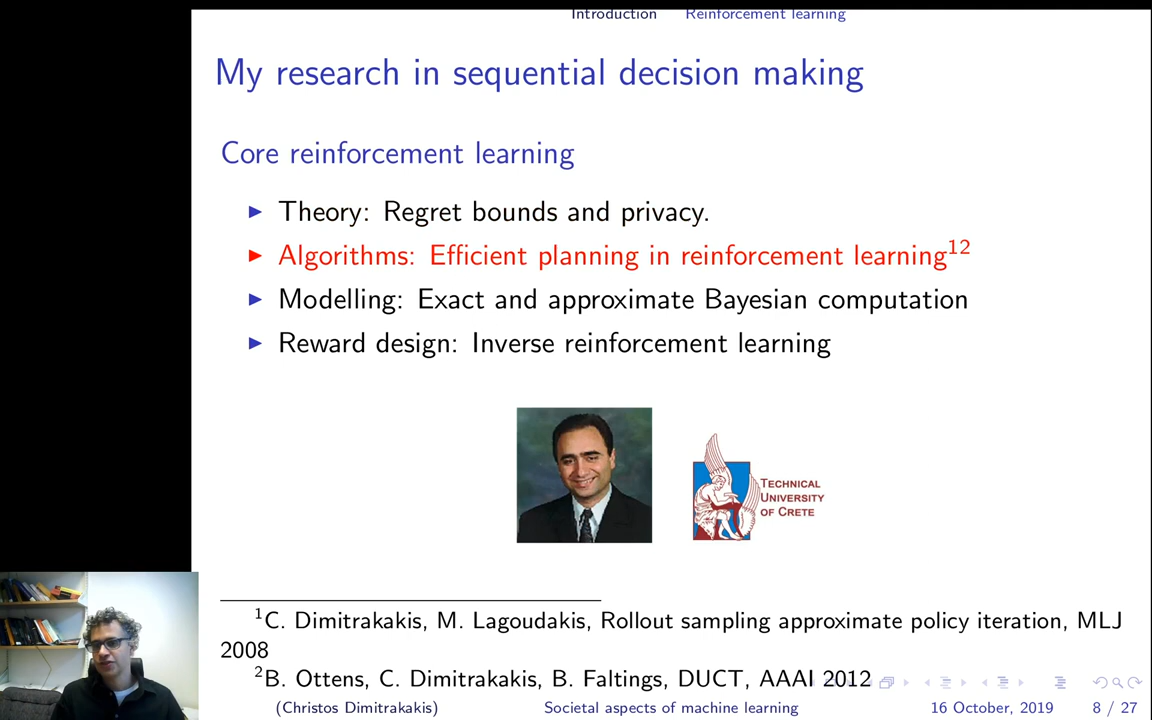 Introduction Reinforcement learning
My research in sequential decision making
Core reinforcement learning
Theory: Regret bounds and privacy.
Algorithms: Efficient planning in reinforcement learning12
Modelling: Exact and approximate Bayesian computation
Reward design: Inverse reinforcement learning
TECHNICAL
UNIVERSITY
OF CRETE
1C. Dimitrakakis, M. Lagoudakis, Rollout sampling approximate policy iteration, MLJ
2008
2B. Ottens, C. Dimitrakakis, B. Faltings, DUCT, AAAI 2012
(Christos Dimitrakakis) Societal aspects of machine learning 16 October, 2019 8 / 27